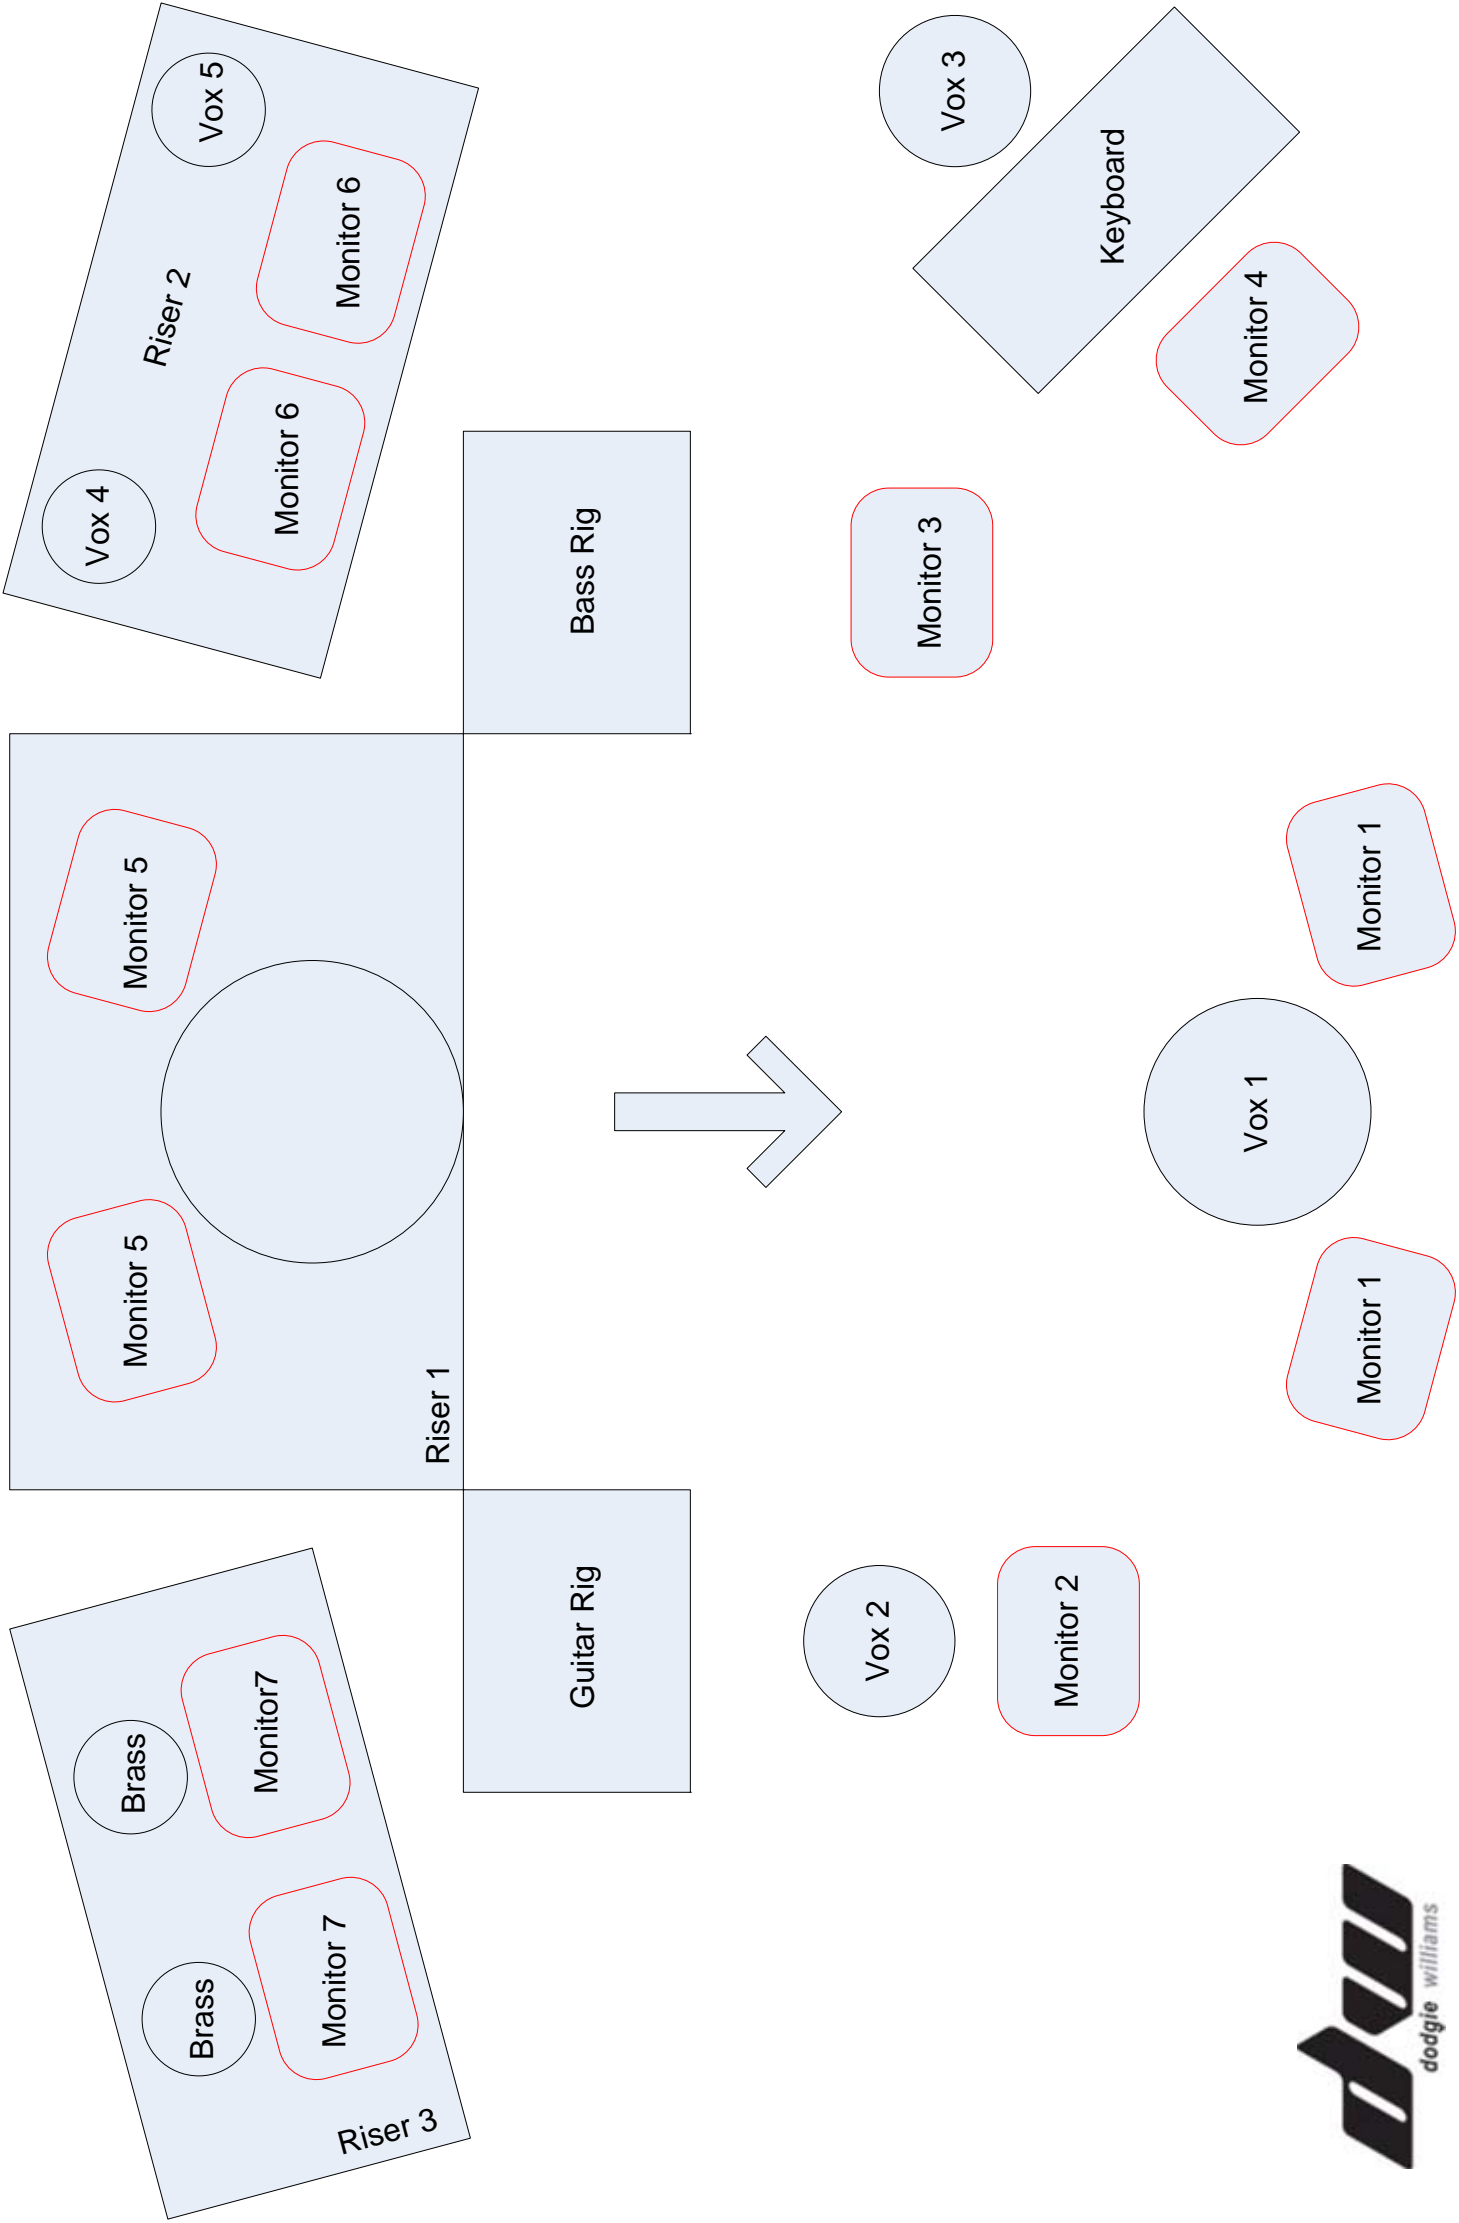 Riser 3
Brass
Brass
Monitor 7
Monitor7
Riser 1
Monitor 5
Monitor 5
Riser 2
Vox 4
Vox 5
Monitor 6
Monitor 6
Guitar Rig
Bass Rig
Vox 2
Monitor 2
Monitor 3
Vox 3
Keyboard
Monitor 4
Vox 1
Monitor 1
Monitor 1
dw
dodgie williams